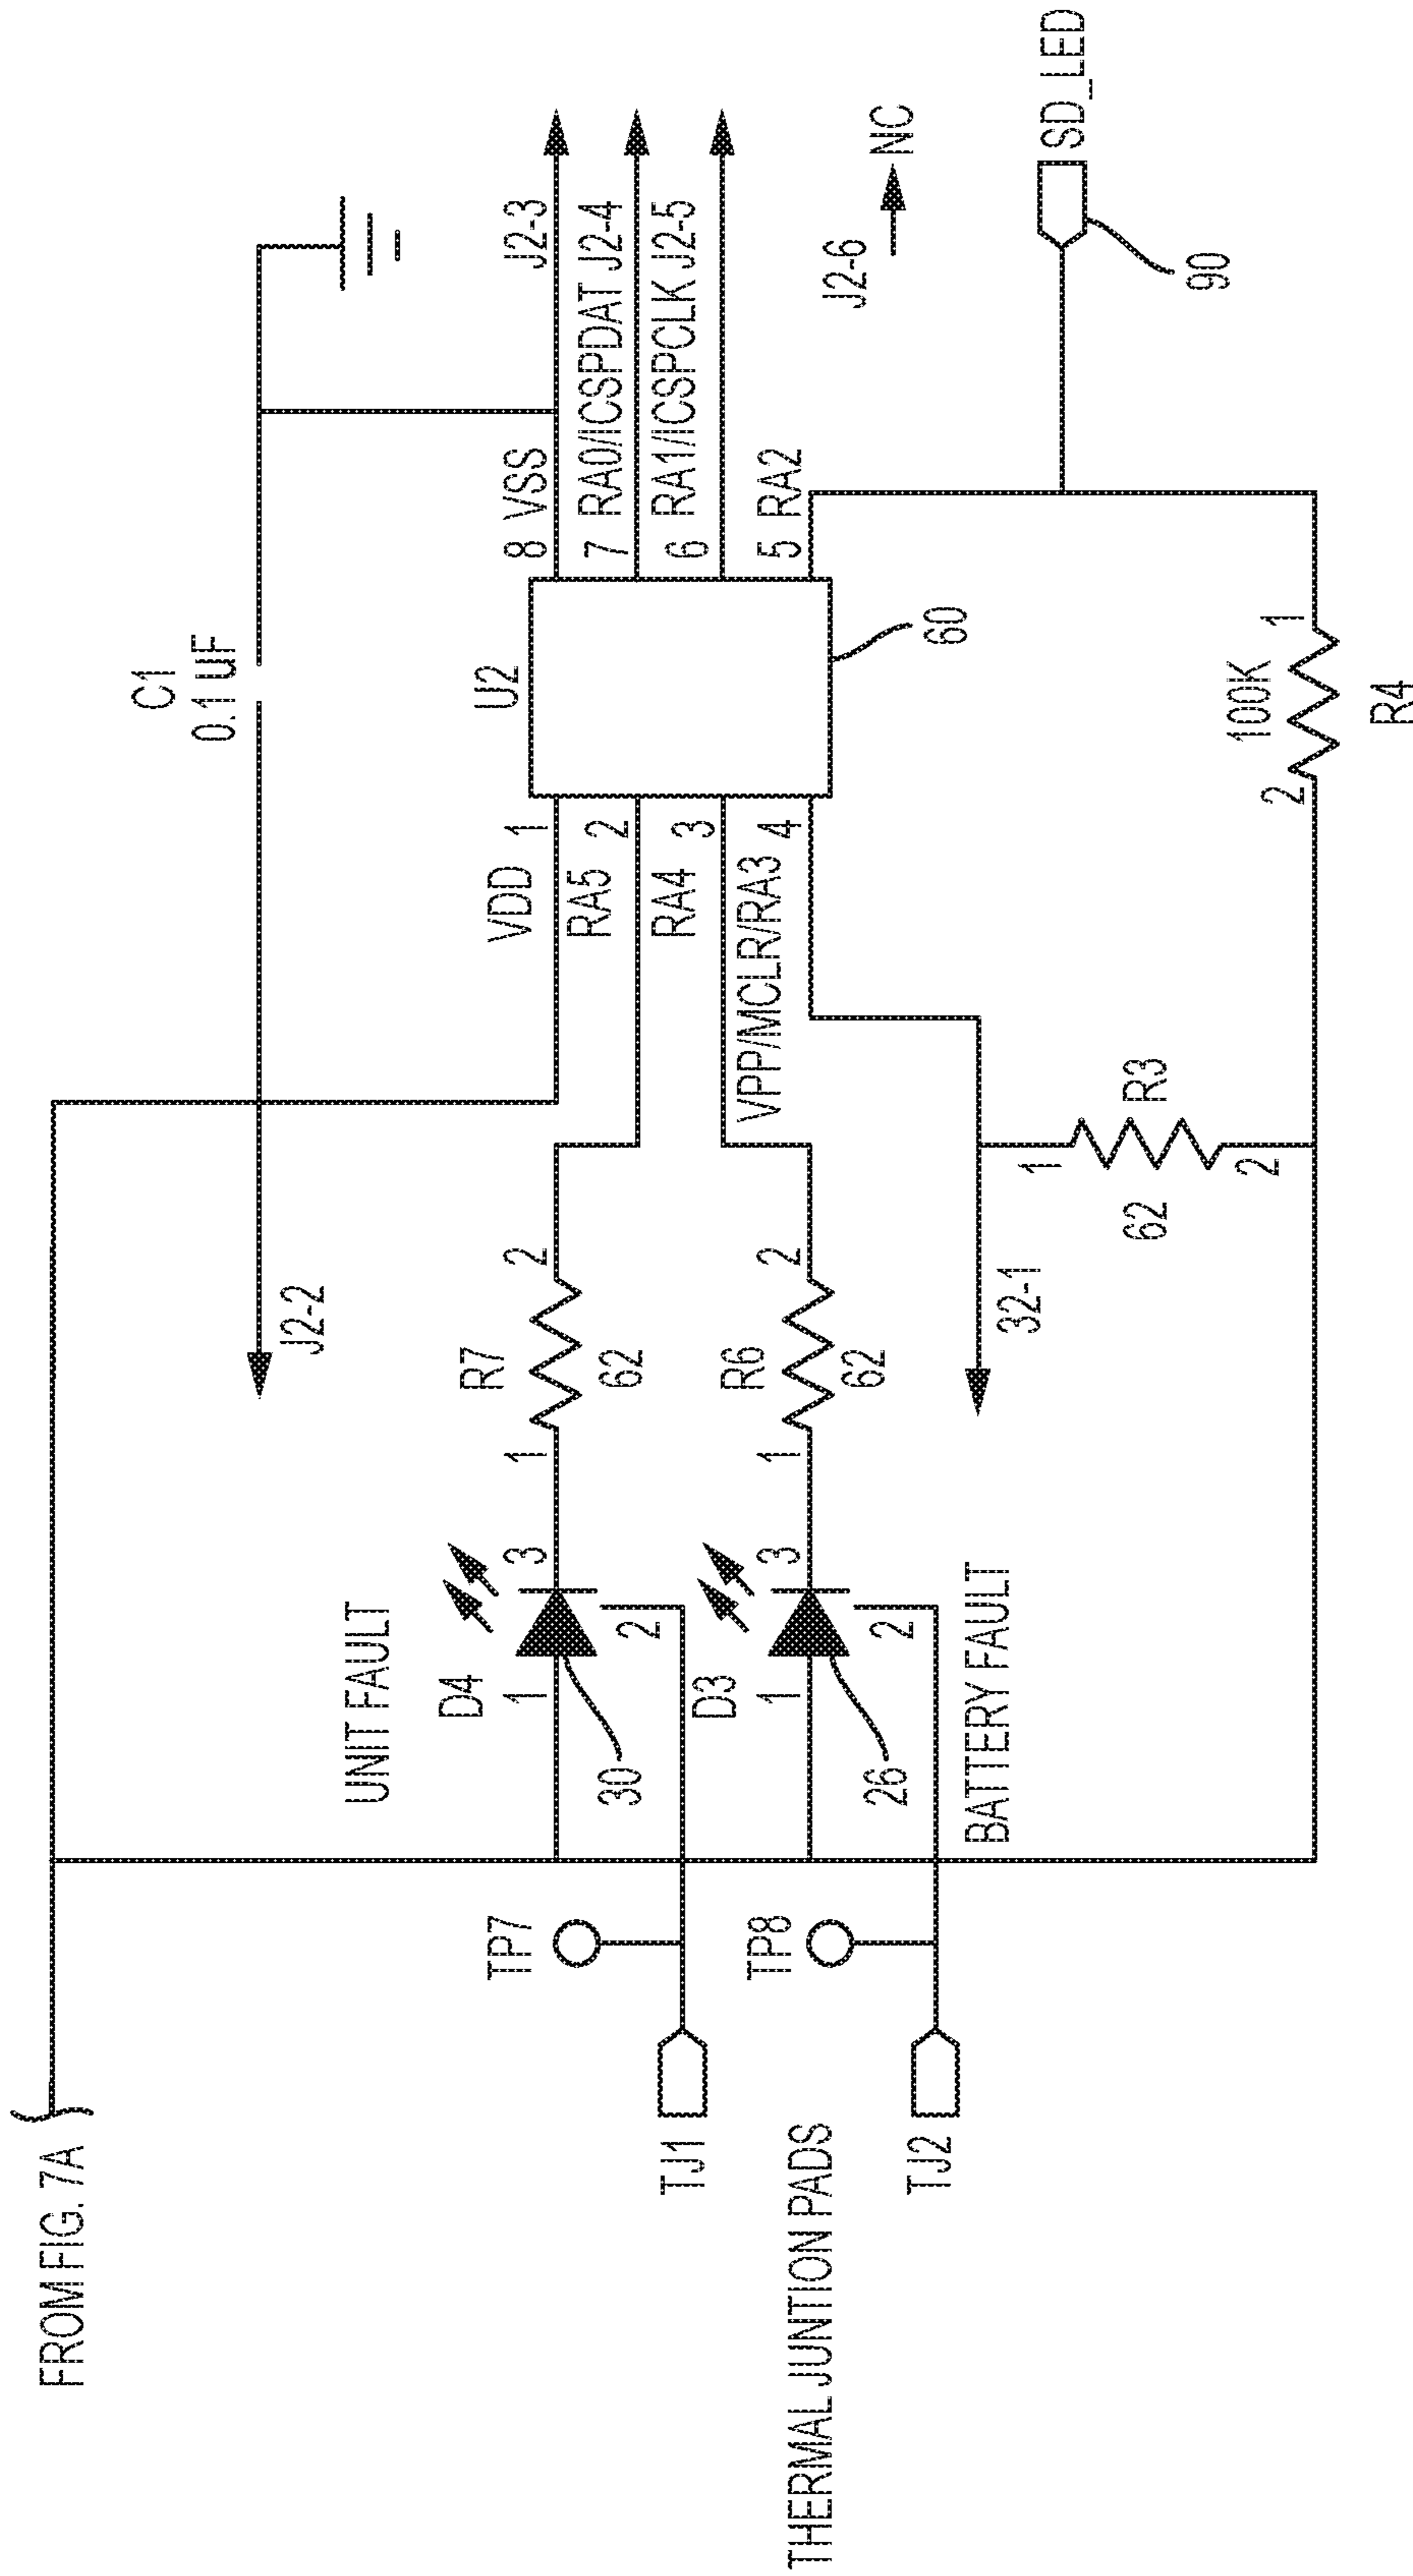 FROM FIG. 7A
C1
0.1 UF
J2-2
UNIT FAULT
D4
1
3
2
30
R7
1
2
62
VDD
1
RA5
2
RA4
3
VPP/MCLR/RA3
4
U2
60
8 VSS
J2-3
7 RA0/ICSPDAT J2-4
6 RA1/ICSPCLK J2-5
5 RA2
J2-6
NC
SD_LED
90
TP7
TJ1
THERMAL JUNTION PADS
TP8
TJ2
D3
1
3
2
26
BATTERY FAULT
R6
1
2
62
32-1
1
R3
62
2
2
100K
1
R4